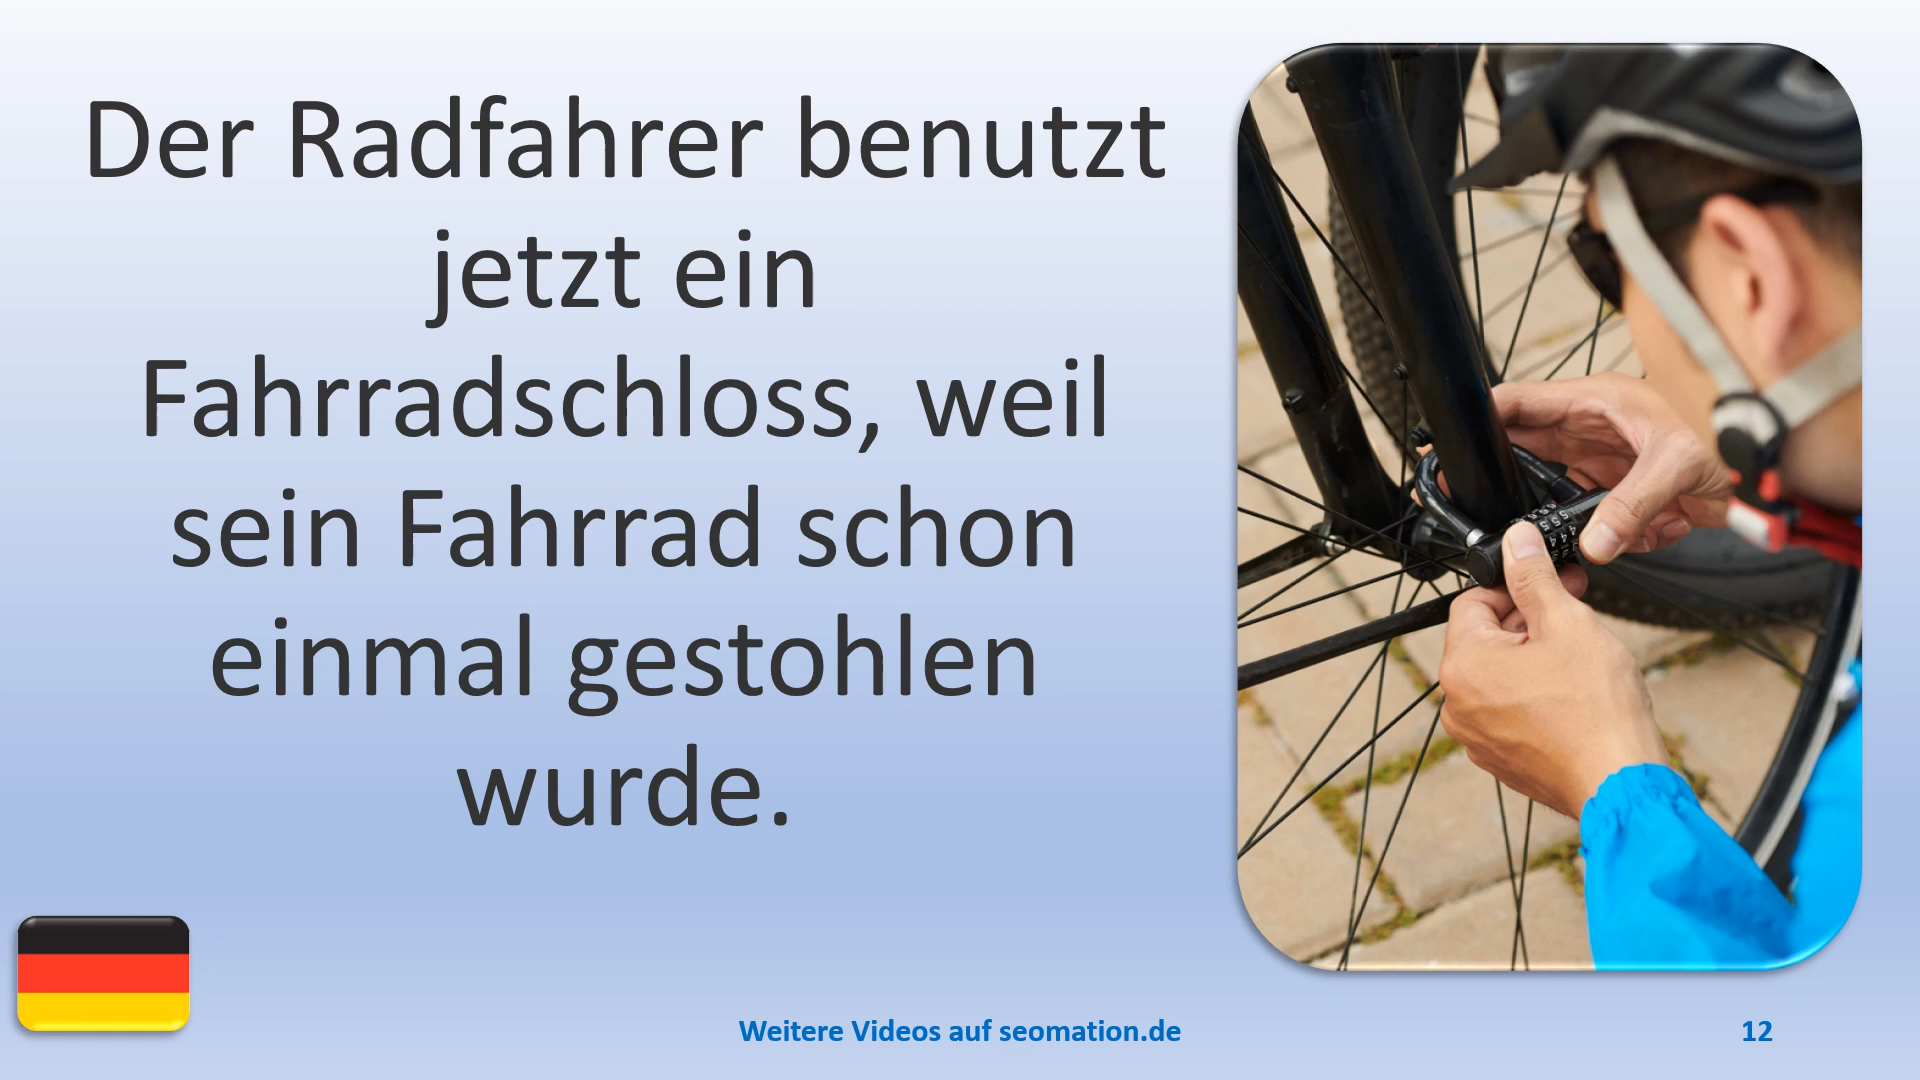 Der Radfahrer benutzt
jetzt ein
Fahrradschloss, weil
sein Fahrrad schon
einmal gestohlen
wurde.
Weitere Videos auf seomation.de
12